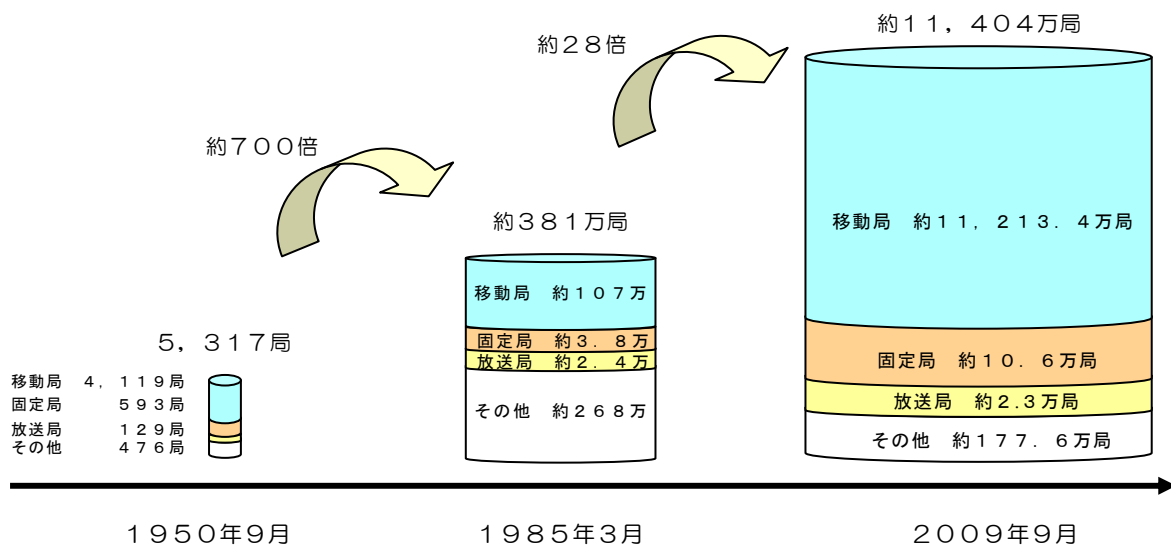 約１１，４０４万局
約２８倍
約７００倍
約３８１万局
移動局　約１１，２１３．４万局
移動局　約１０７万
固定局　約３．８万
放送局　約２．４万
その他　約２６８万
５，３１７局
移動局　４，１１９局
固定局　５９３局
放送局　１２９局
その他　４７６局
固定局　約１０．６万局
放送局　約２.３万局
その他　約１７７．６万局
１９５０年９月
１９８５年３月
２００９年９月